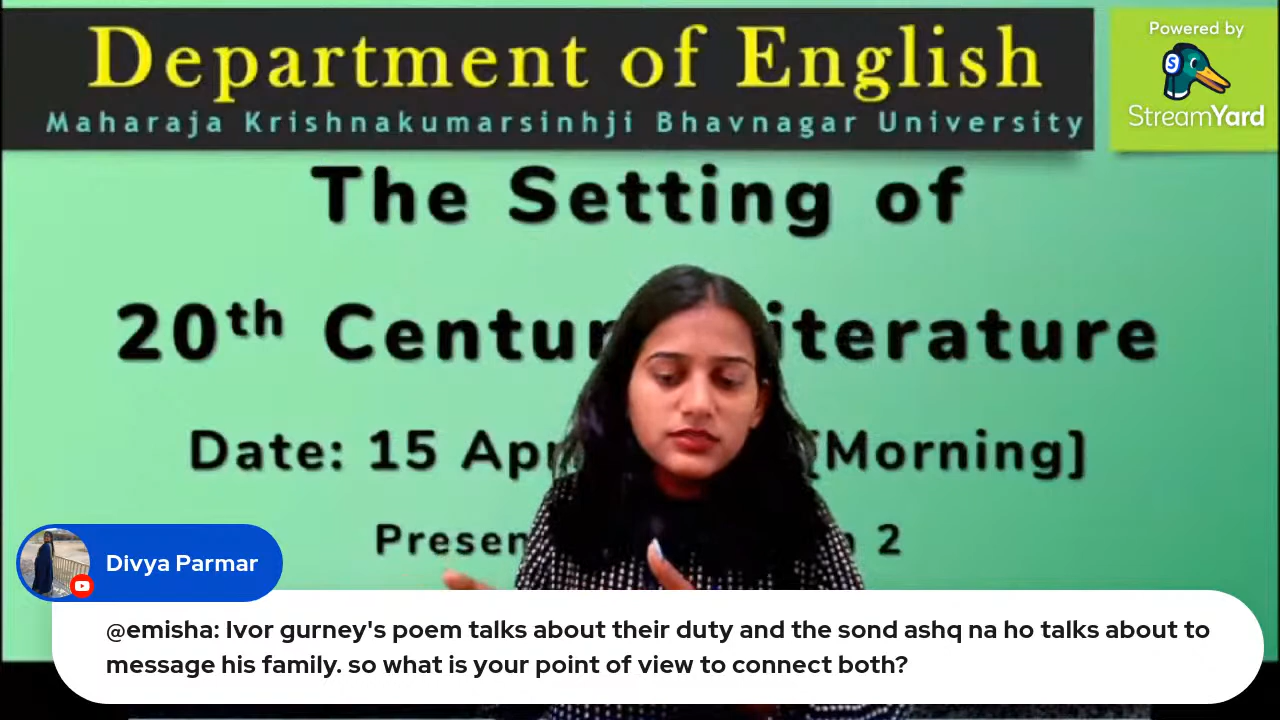 Department of English
Maharaja Krishnakumarsinhji Bhavnagar University
Powered by
StreamYard
The Setting of
20th Century Literature
Date: 15 Apr [Morning]
Presen 2
Divya Parmar
@emisha: Ivor gurney's poem talks about their duty and the sond ashq na ho talks about to
message his family. so what is your point of view to connect both?